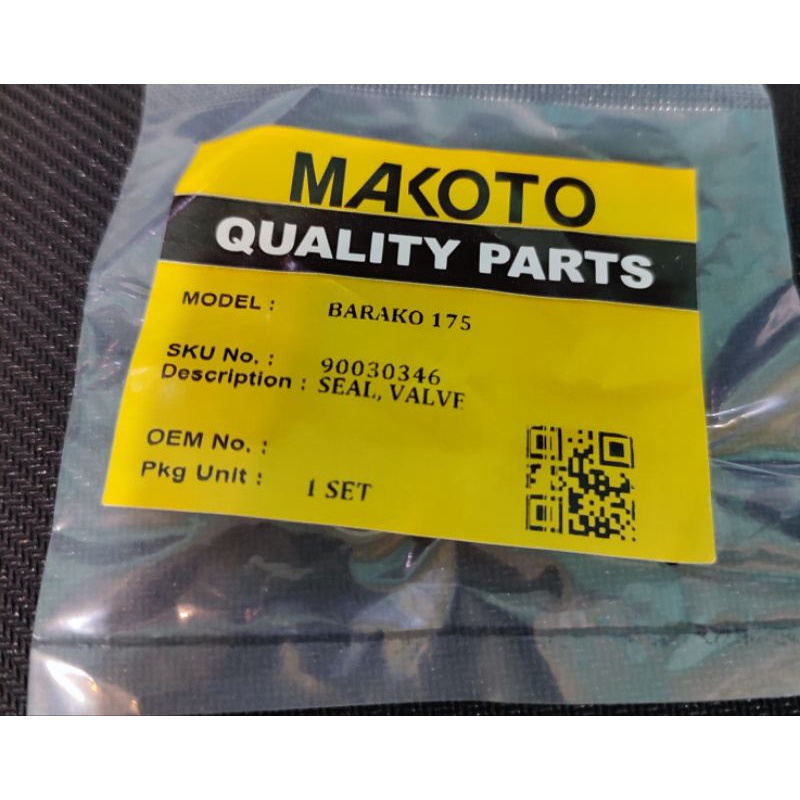 MAKOTO
QUALITY PARTS
MODEL : BARAKO 175
SKU No. : 90030346
Description : SEAL, VALVE
OEM No. :
Pkg Unit : 1 SET